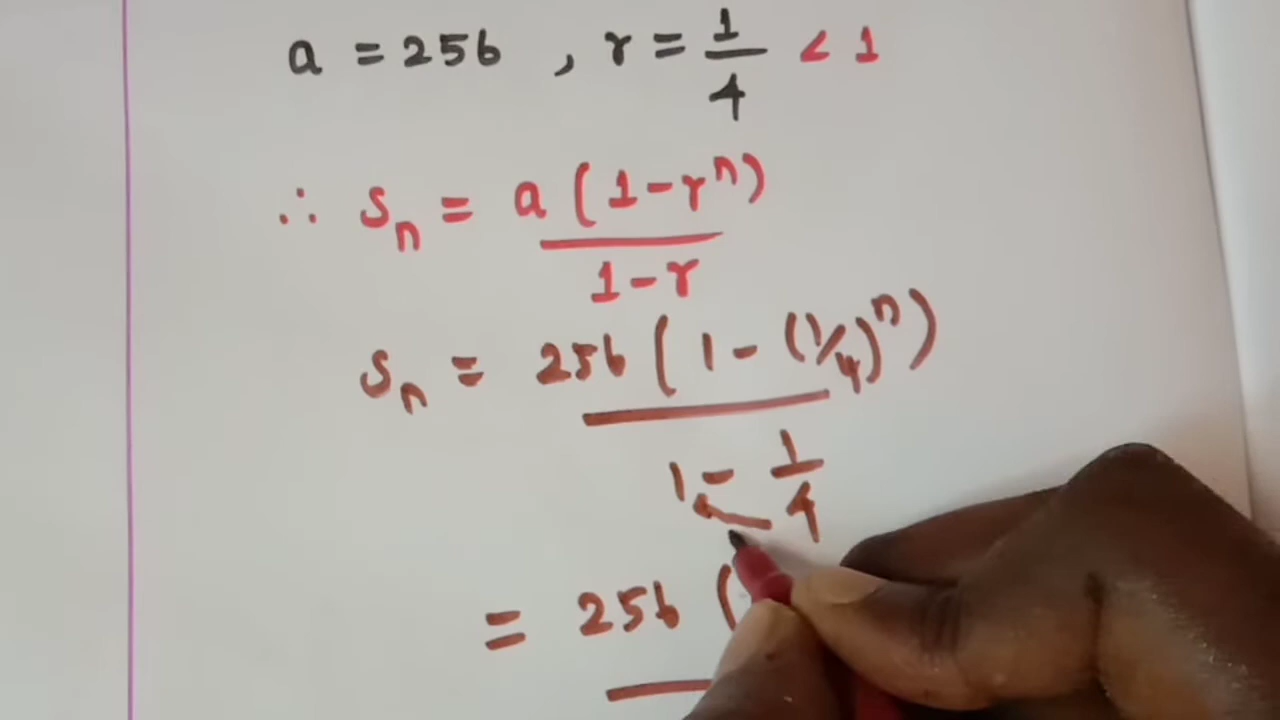 a = 256 , r = 1/4 < 1
∴ Sn = a(1-r^n)/1-r
Sn = 256(1-(1/4)^n)/1-1/4
= 256(